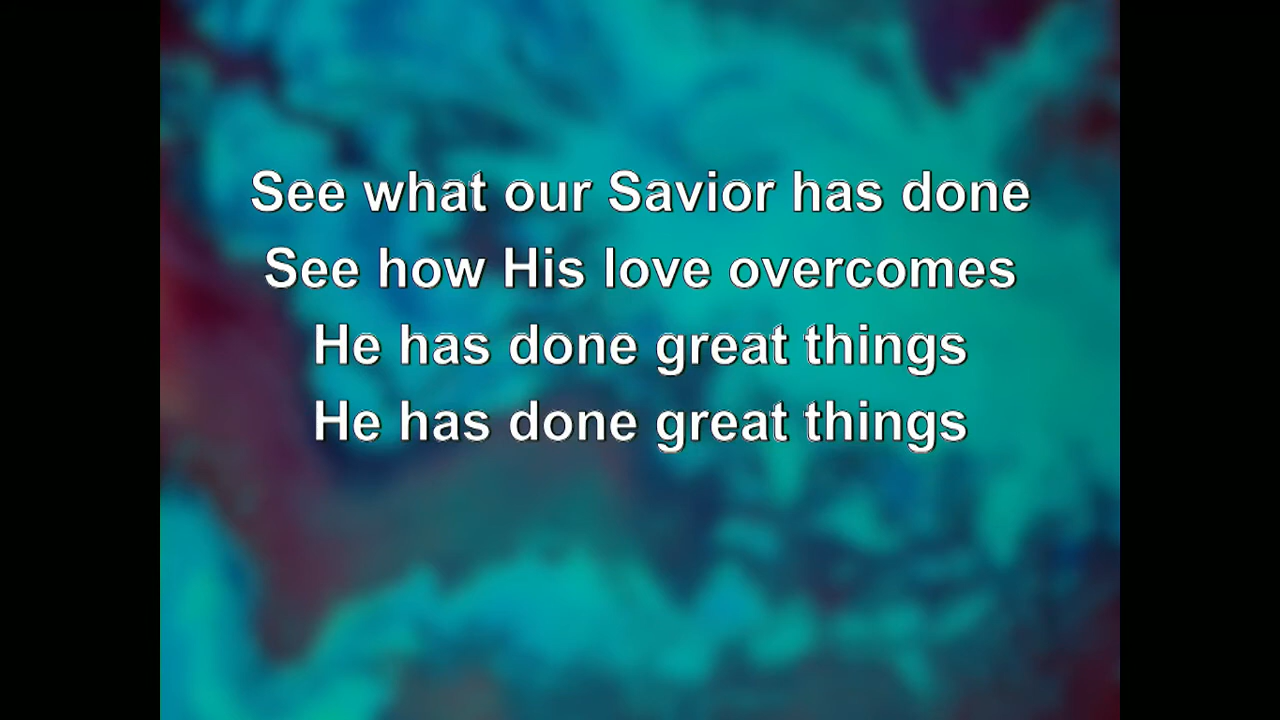 See what our Savior has done
See how His love overcomes
He has done great things
He has done great things